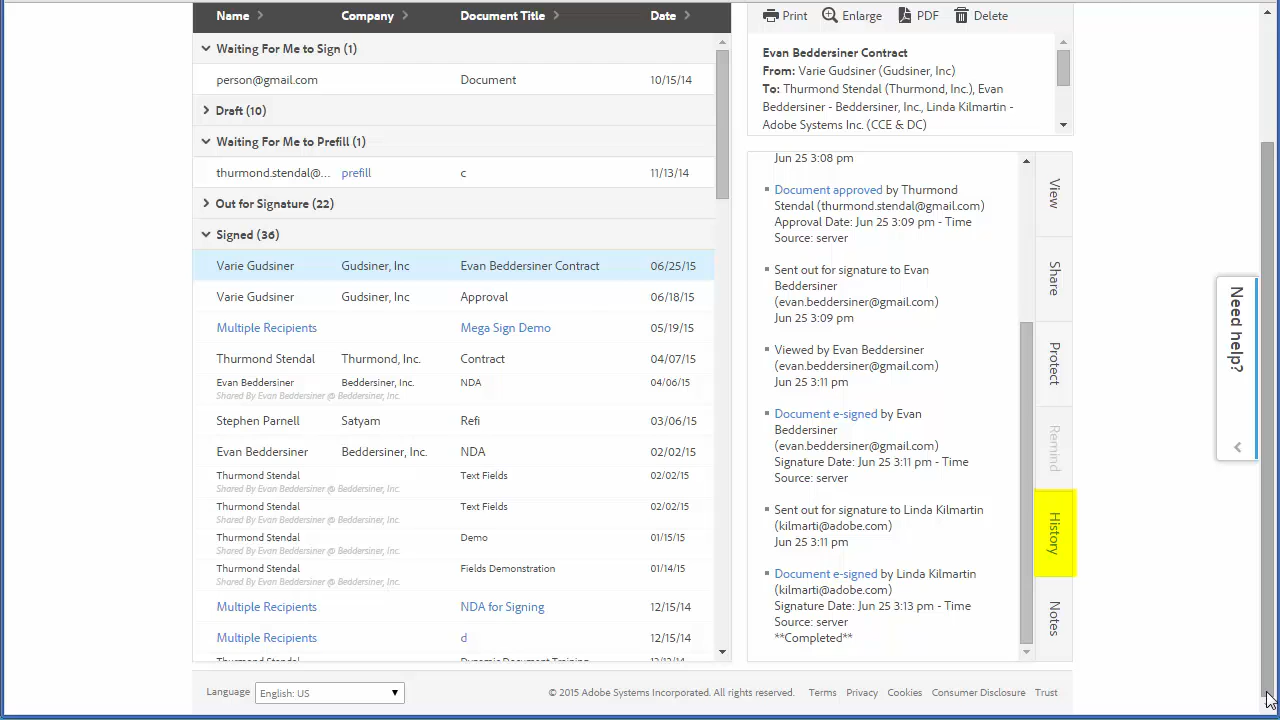 Name Company Document Title Date
Waiting For Me to Sign (1)
person@gmail.com Document 10/15/14
Draft (10)
Waiting For Me to Prefill (1)
thurmond.stendal@... prefill c 11/13/14
Out for Signature (22)
Signed (36)
Varie Gudsiner Gudsiner, Inc Evan Beddersiner Contract 06/25/15
Varie Gudsiner Gudsiner, Inc Approval 06/18/15
Multiple Recipients Mega Sign Demo 05/19/15
Thurmond Stendal Thurmond, Inc. Contract 04/07/15
Evan Beddersiner Beddersiner, Inc. NDA 04/06/15
Shared By Evan Beddersiner @ Beddersiner, Inc.
Stephen Parnell Satyam Refi 03/06/15
Evan Beddersiner Beddersiner, Inc. NDA 02/02/15
Thurmond Stendal Text Fields 02/02/15
Shared By Evan Beddersiner @ Beddersiner, Inc.
Thurmond Stendal Text Fields 02/02/15
Shared By Evan Beddersiner @ Beddersiner, Inc.
Thurmond Stendal Demo 01/15/15
Shared By Evan Beddersiner @ Beddersiner, Inc.
Thurmond Stendal Fields Demonstration 01/14/15
Shared By Evan Beddersiner @ Beddersiner, Inc.
Multiple Recipients NDA for Signing 12/15/14
Multiple Recipients d 12/15/14
Thurmond Stendal Dynamic Document Training
Print Enlarge PDF Delete
Evan Beddersiner Contract
From: Varie Gudsiner (Gudsiner, Inc)
To: Thurmond Stendal (Thurmond, Inc.), Evan
Beddersiner - Beddersiner, Inc., Linda Kilmartin -
Adobe Systems Inc. (CCE & DC)
Jun 25 3:08 pm
Document approved by Thurmond
Stendal (thurmond.stendal@gmail.com)
Approval Date: Jun 25 3:09 pm - Time
Source: server
Sent out for signature to Evan
Beddersiner
(evan.beddersiner@gmail.com)
Jun 25 3:09 pm
Viewed by Evan Beddersiner
(evan.beddersiner@gmail.com)
Jun 25 3:11 pm
Document e-signed by Evan
Beddersiner
(evan.beddersiner@gmail.com)
Signature Date: Jun 25 3:11 pm - Time
Source: server
Sent out for signature to Linda Kilmartin
(kilmarti@adobe.com)
Jun 25 3:11 pm
Document e-signed by Linda Kilmartin
(kilmarti@adobe.com)
Signature Date: Jun 25 3:13 pm - Time
Source: server
**Completed**
View
Share
Protect
Remind
History
Notes
Need help?
Language English: US
© 2015 Adobe Systems Incorporated. All rights reserved. Terms Privacy Cookies Consumer Disclosure Trust